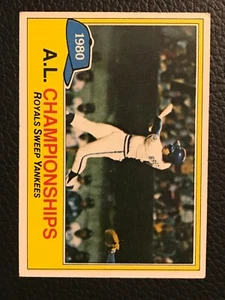 1980
A.L. CHAMPIONSHIPS
ROYALS SWEEP YANKEES